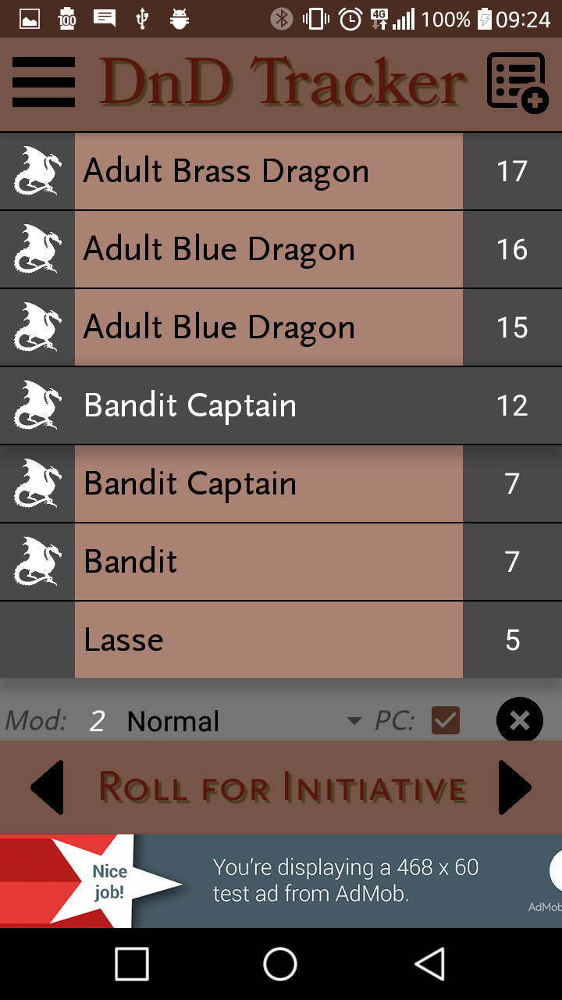 100 4G 100% 09:24
DnD Tracker
Adult Brass Dragon 17
Adult Blue Dragon 16
Adult Blue Dragon 15
Bandit Captain 12
Bandit Captain 7
Bandit 7
Lasse 5
Mod: 2 Normal PC:
Roll for Initiative
Nice
job!
You're displaying a 468 x 60
test ad from AdMob.
AdMob